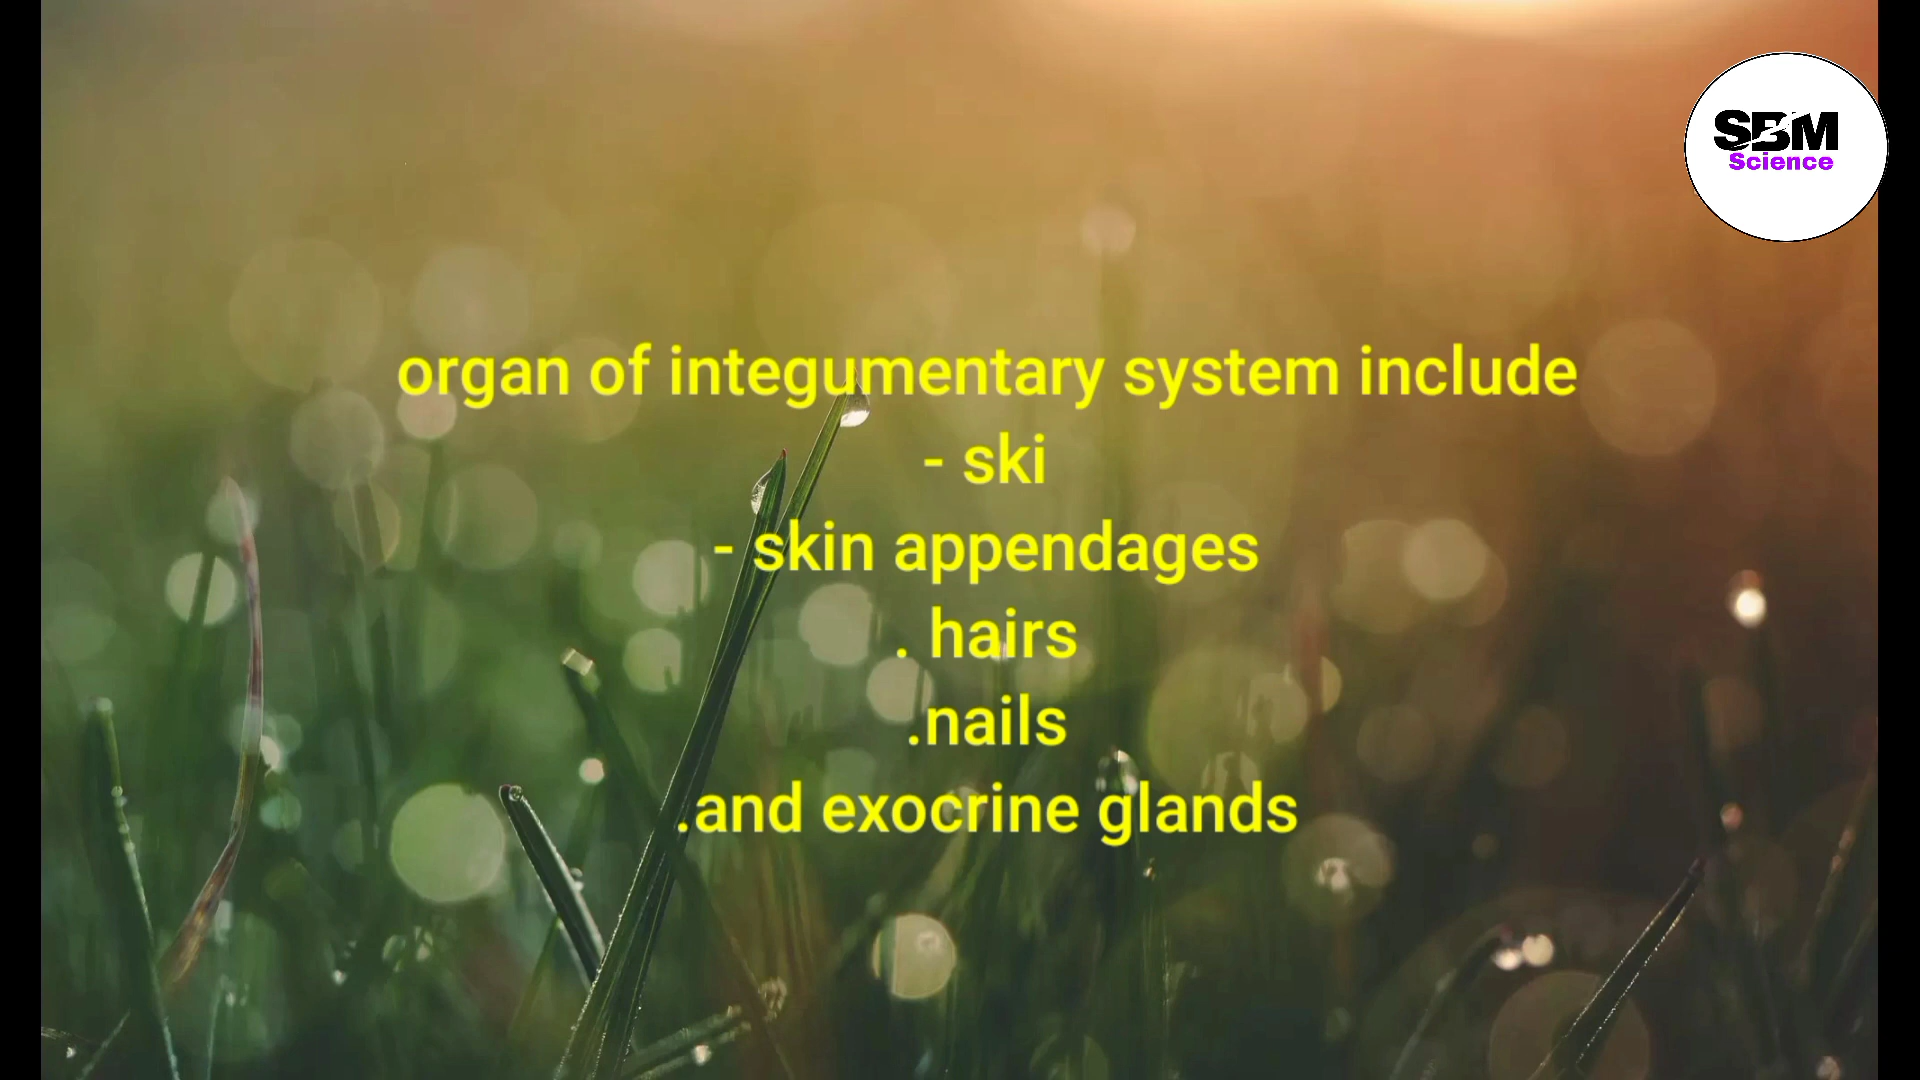 SBM
Science
organ of integumentary system include
- ski
- skin appendages
. hairs
.nails
.and exocrine glands